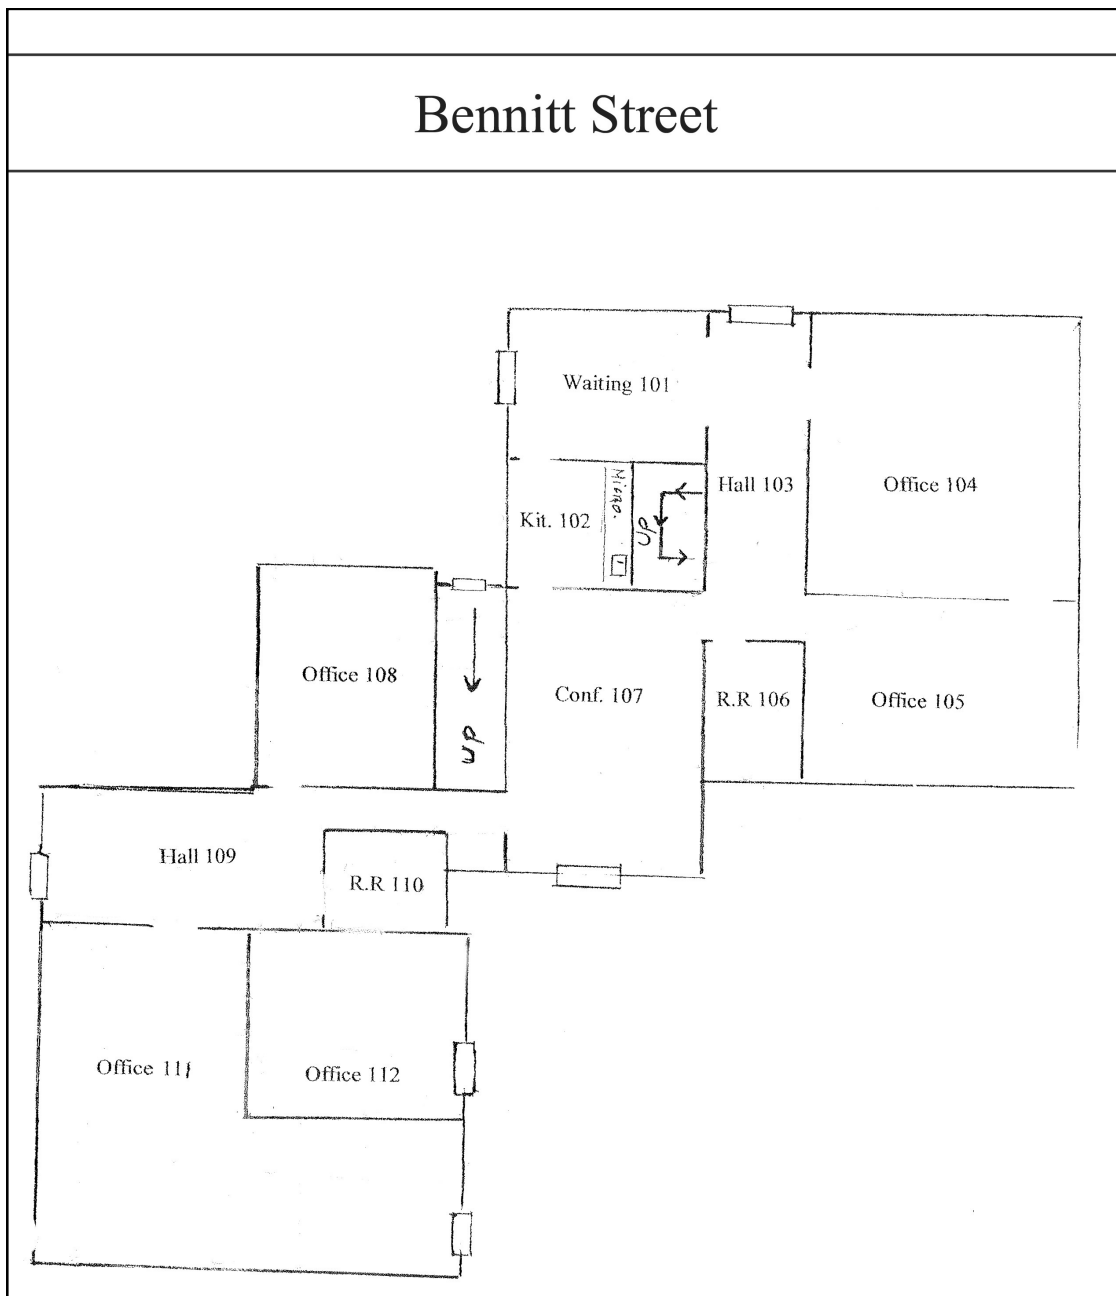 Bennitt Street
Waiting 101
Micro.
Hall 103
Office 104
Kit. 102
UP
Office 108
Conf. 107
R.R 106
Office 105
up
Hall 109
R.R 110
Office 111
Office 112